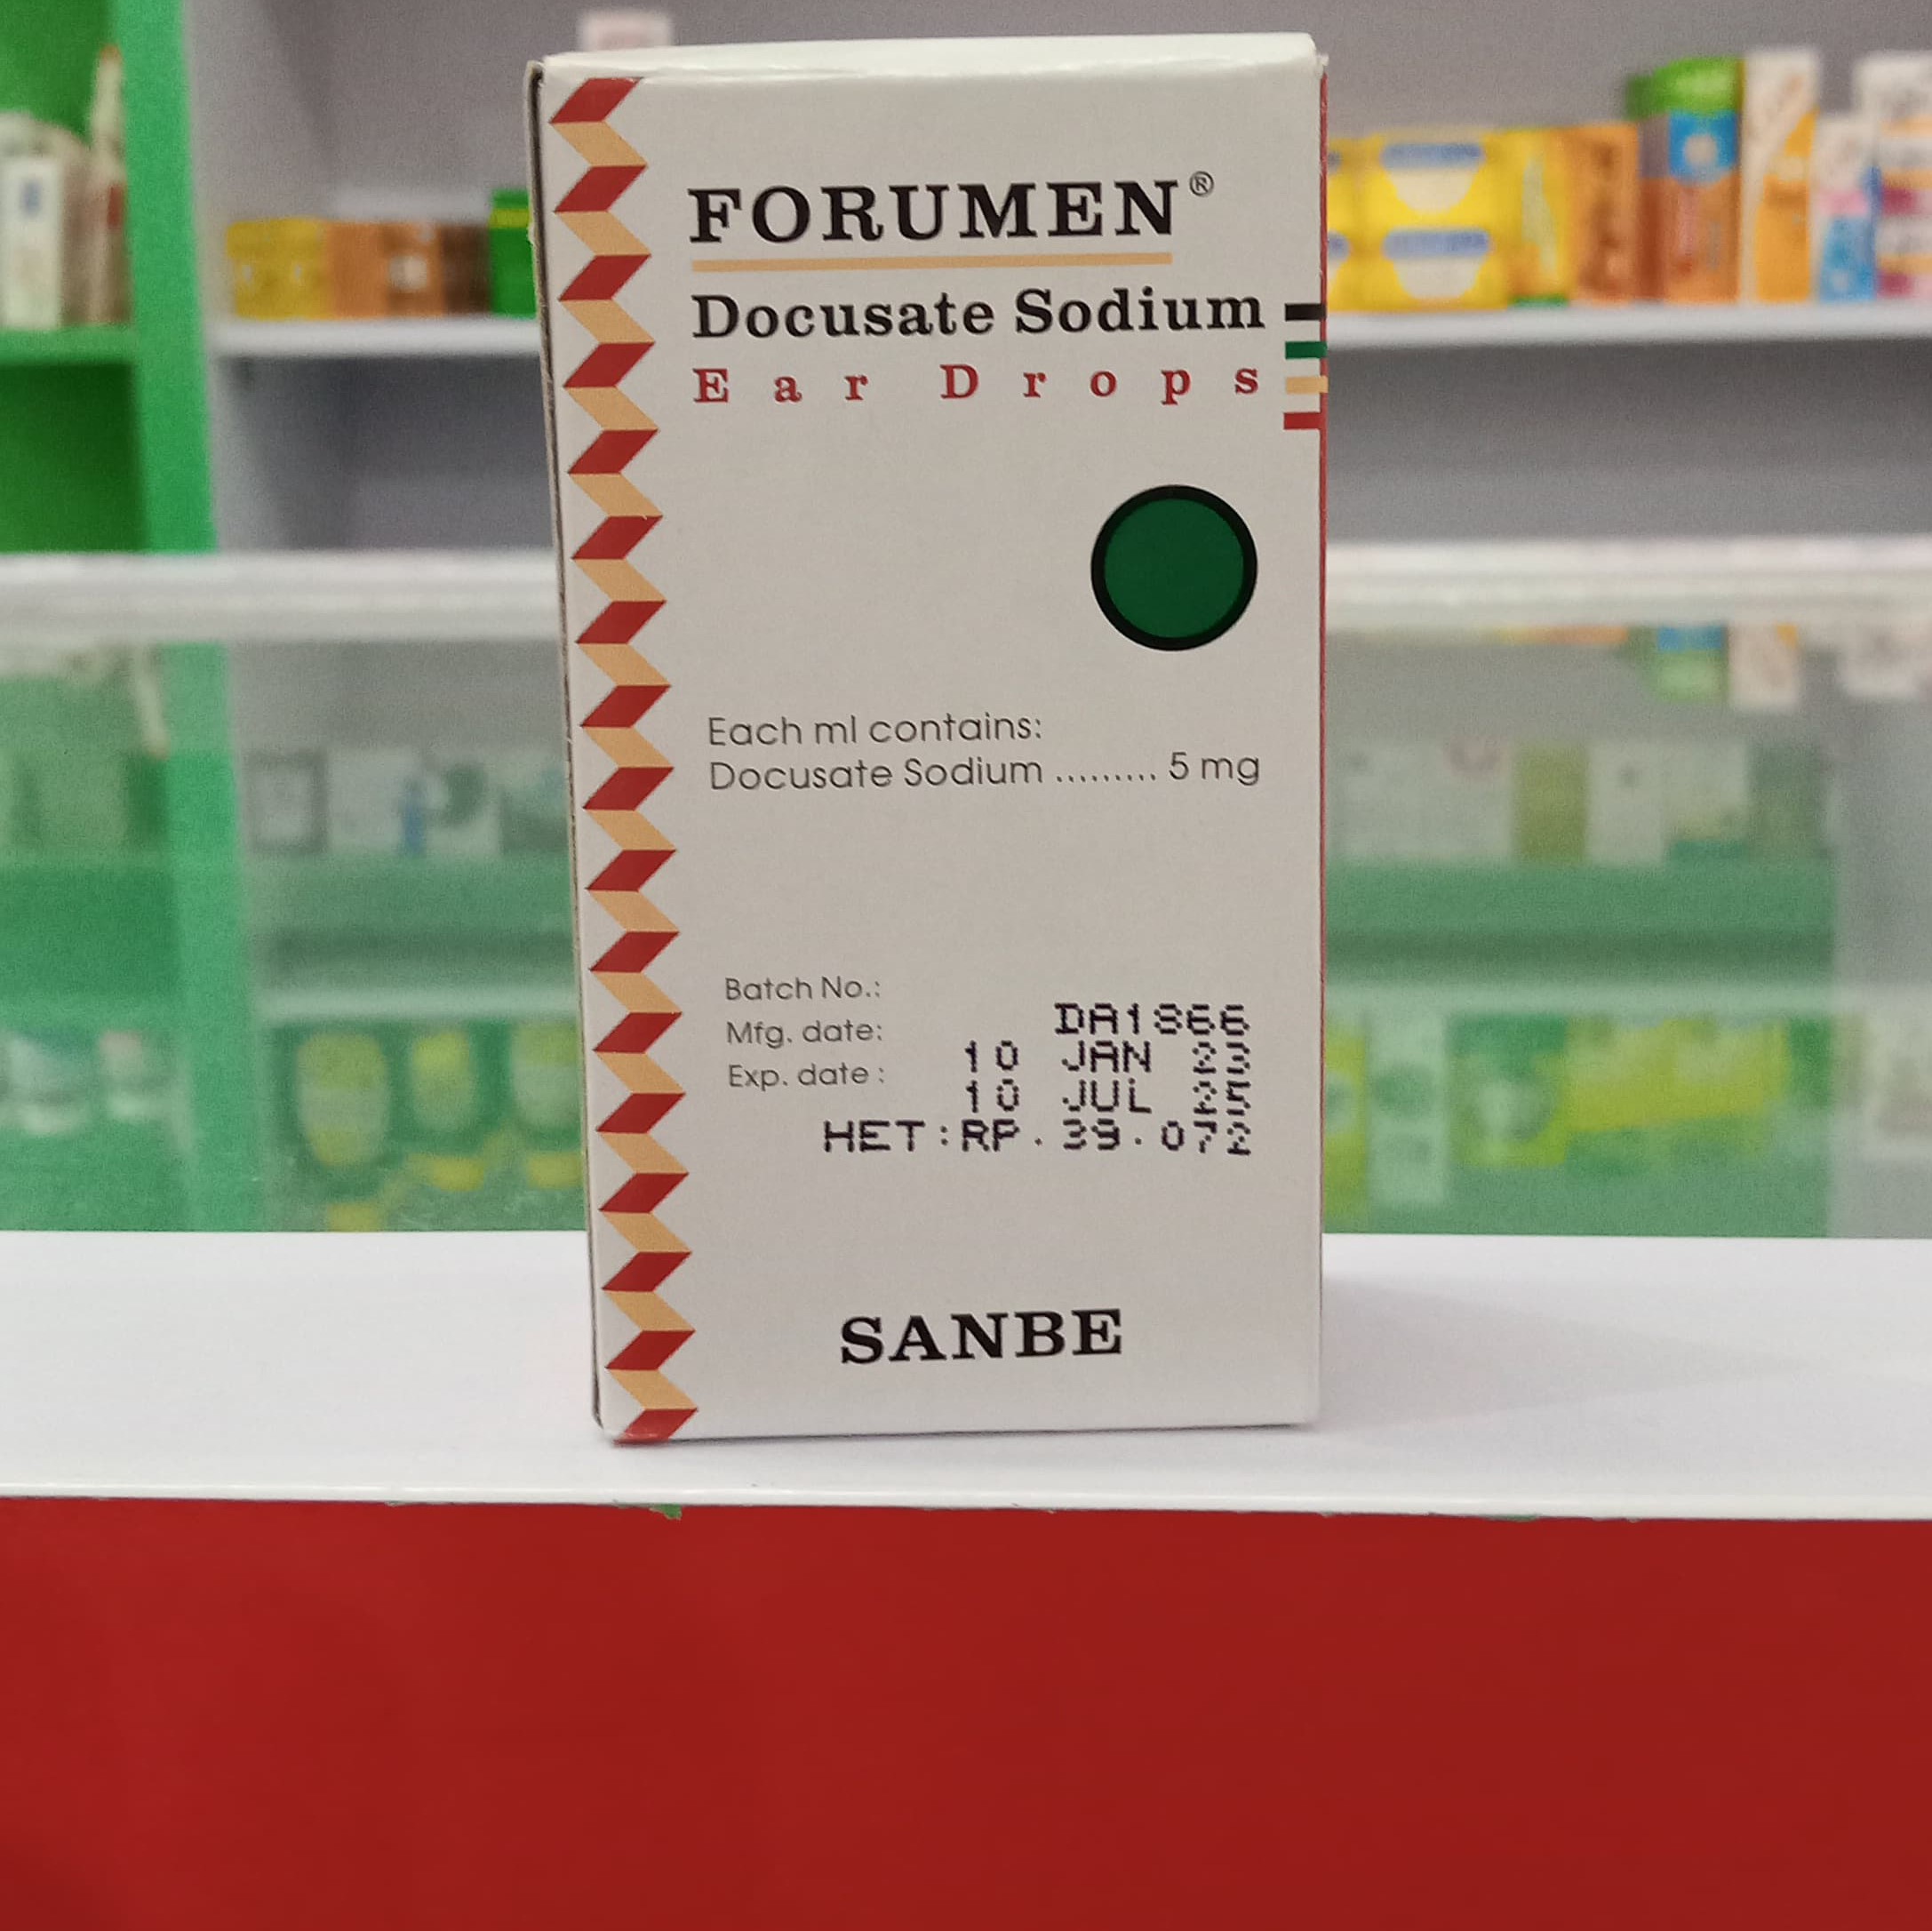 FORUMEN®
Docusate Sodium
Ear Drops
Each ml contains:
Docusate Sodium ......... 5 mg
Batch No.: DA1866
Mfg. date: 10 JAN 23
Exp. date : 10 JUL 25
HET:RP.39.072
SANBE